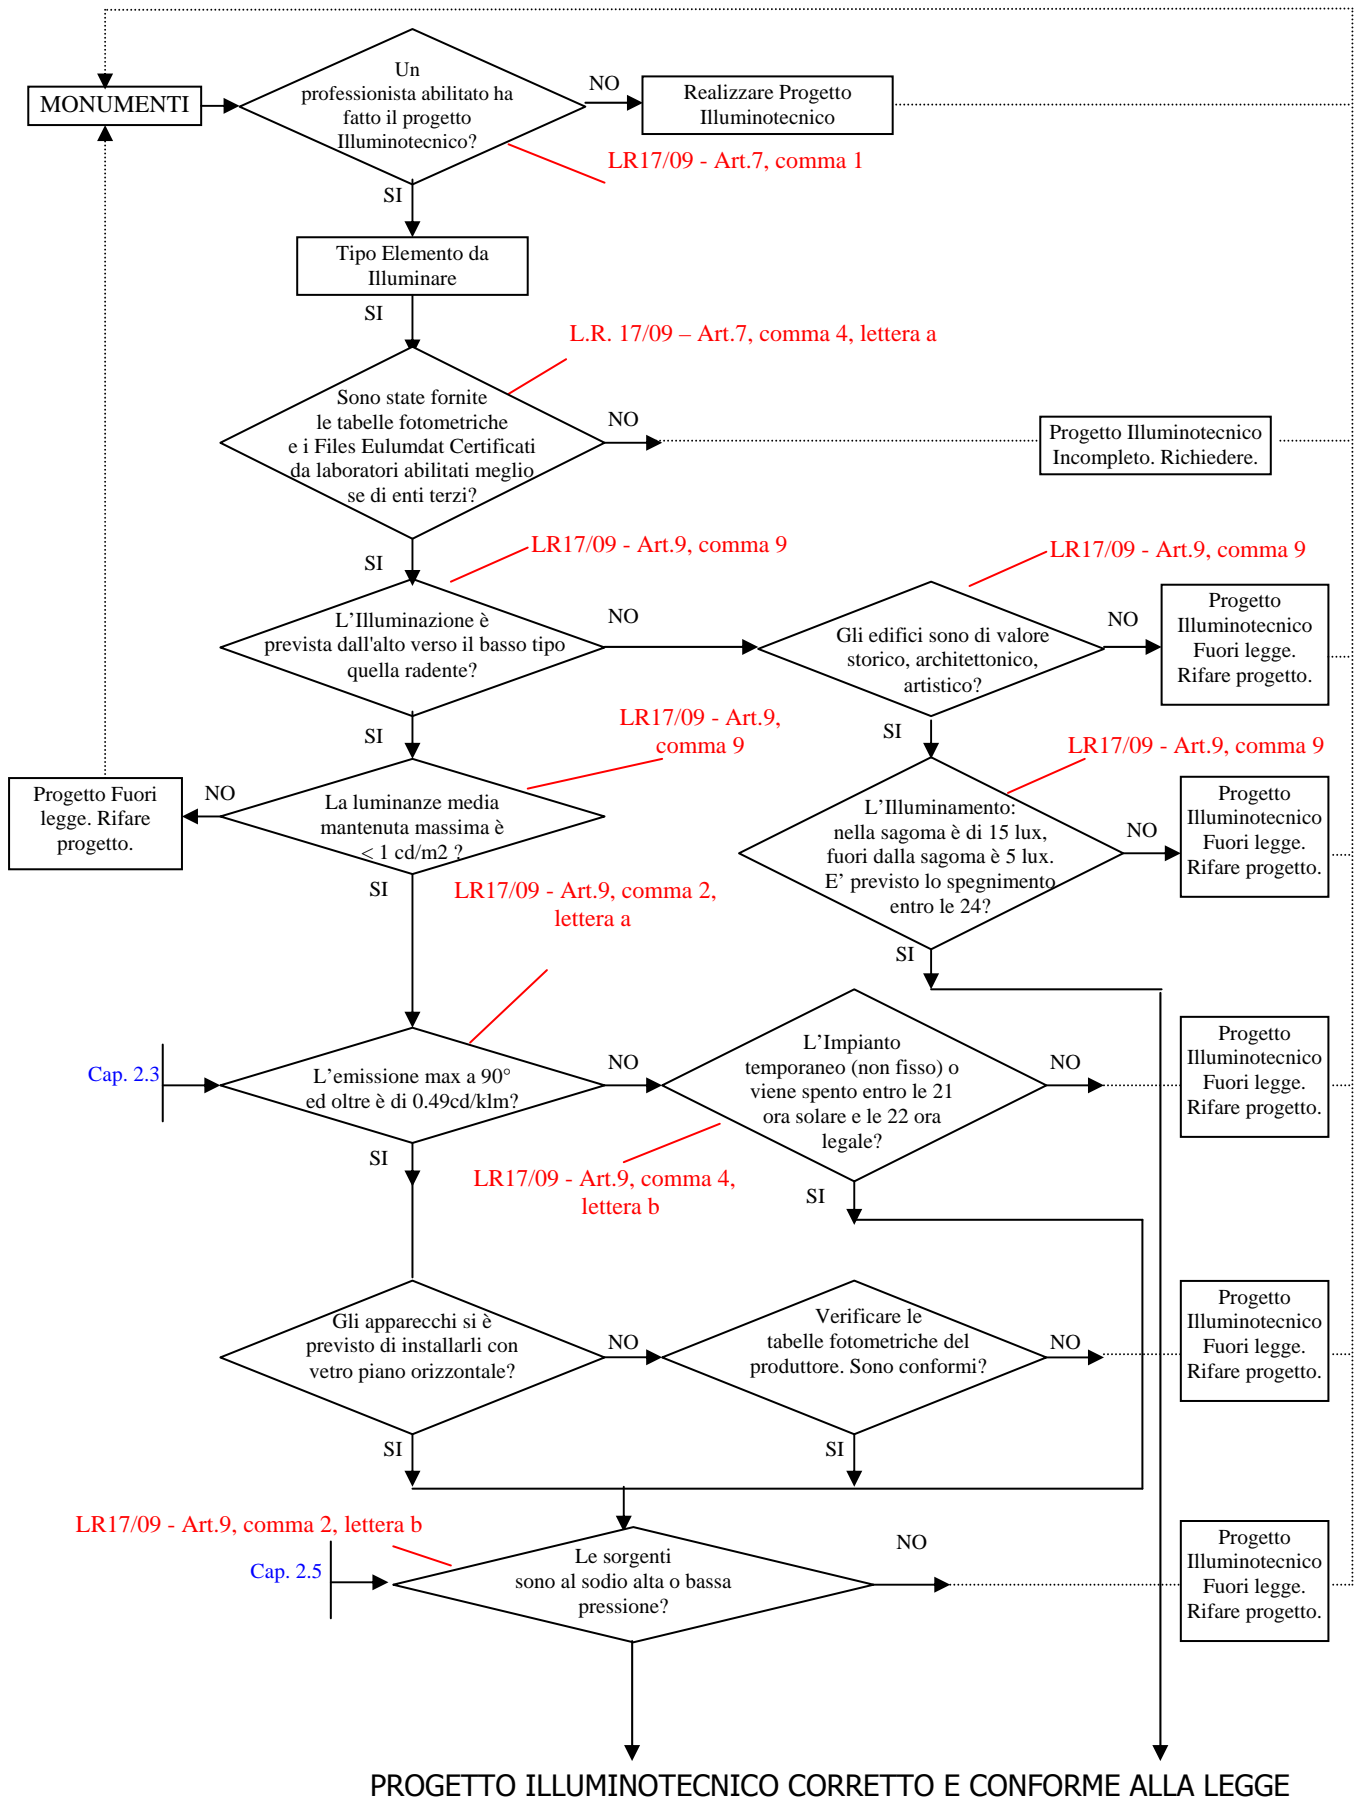 MONUMENTI
Un
professionista abilitato ha
fatto il progetto
Illuminotecnico?
NO
Realizzare Progetto
Illuminotecnico
LR17/09 - Art.7, comma 1
SI
Tipo Elemento da
Illuminare
SI
L.R. 17/09 – Art.7, comma 4, lettera a
Sono state fornite
le tabelle fotometriche
e i Files Eulumdat Certificati
da laboratori abilitati meglio
se di enti terzi?
NO
Progetto Illuminotecnico
Incompleto. Richiedere.
SI
LR17/09 - Art.9, comma 9
L'Illuminazione è
prevista dall'alto verso il basso tipo
quella radente?
NO
LR17/09 - Art.9, comma 9
Gli edifici sono di valore
storico, architettonico,
artistico?
NO
Progetto
Illuminotecnico
Fuori legge.
Rifare progetto.
SI
LR17/09 - Art.9,
comma 9
SI
LR17/09 - Art.9, comma 9
Progetto Fuori
legge. Rifare
progetto.
NO
La luminanze media
mantenuta massima è
< 1 cd/m2 ?
L'Illuminamento:
nella sagoma è di 15 lux,
fuori dalla sagoma è 5 lux.
E' previsto lo spegnimento
entro le 24?
NO
Progetto
Illuminotecnico
Fuori legge.
Rifare progetto.
SI
LR17/09 - Art.9, comma 2,
lettera a
SI
Cap. 2.3
L'emissione max a 90°
ed oltre è di 0.49cd/klm?
NO
L'Impianto
temporaneo (non fisso) o
viene spento entro le 21
ora solare e le 22 ora
legale?
NO
Progetto
Illuminotecnico
Fuori legge.
Rifare progetto.
SI
LR17/09 - Art.9, comma 4,
lettera b
SI
Gli apparecchi si è
previsto di installarli con
vetro piano orizzontale?
NO
Verificare le
tabelle fotometriche del
produttore. Sono conformi?
NO
Progetto
Illuminotecnico
Fuori legge.
Rifare progetto.
SI
SI
LR17/09 - Art.9, comma 2, lettera b
Cap. 2.5
Le sorgenti
sono al sodio alta o bassa
pressione?
NO
Progetto
Illuminotecnico
Fuori legge.
Rifare progetto.
PROGETTO ILLUMINOTECNICO CORRETTO E CONFORME ALLA LEGGE